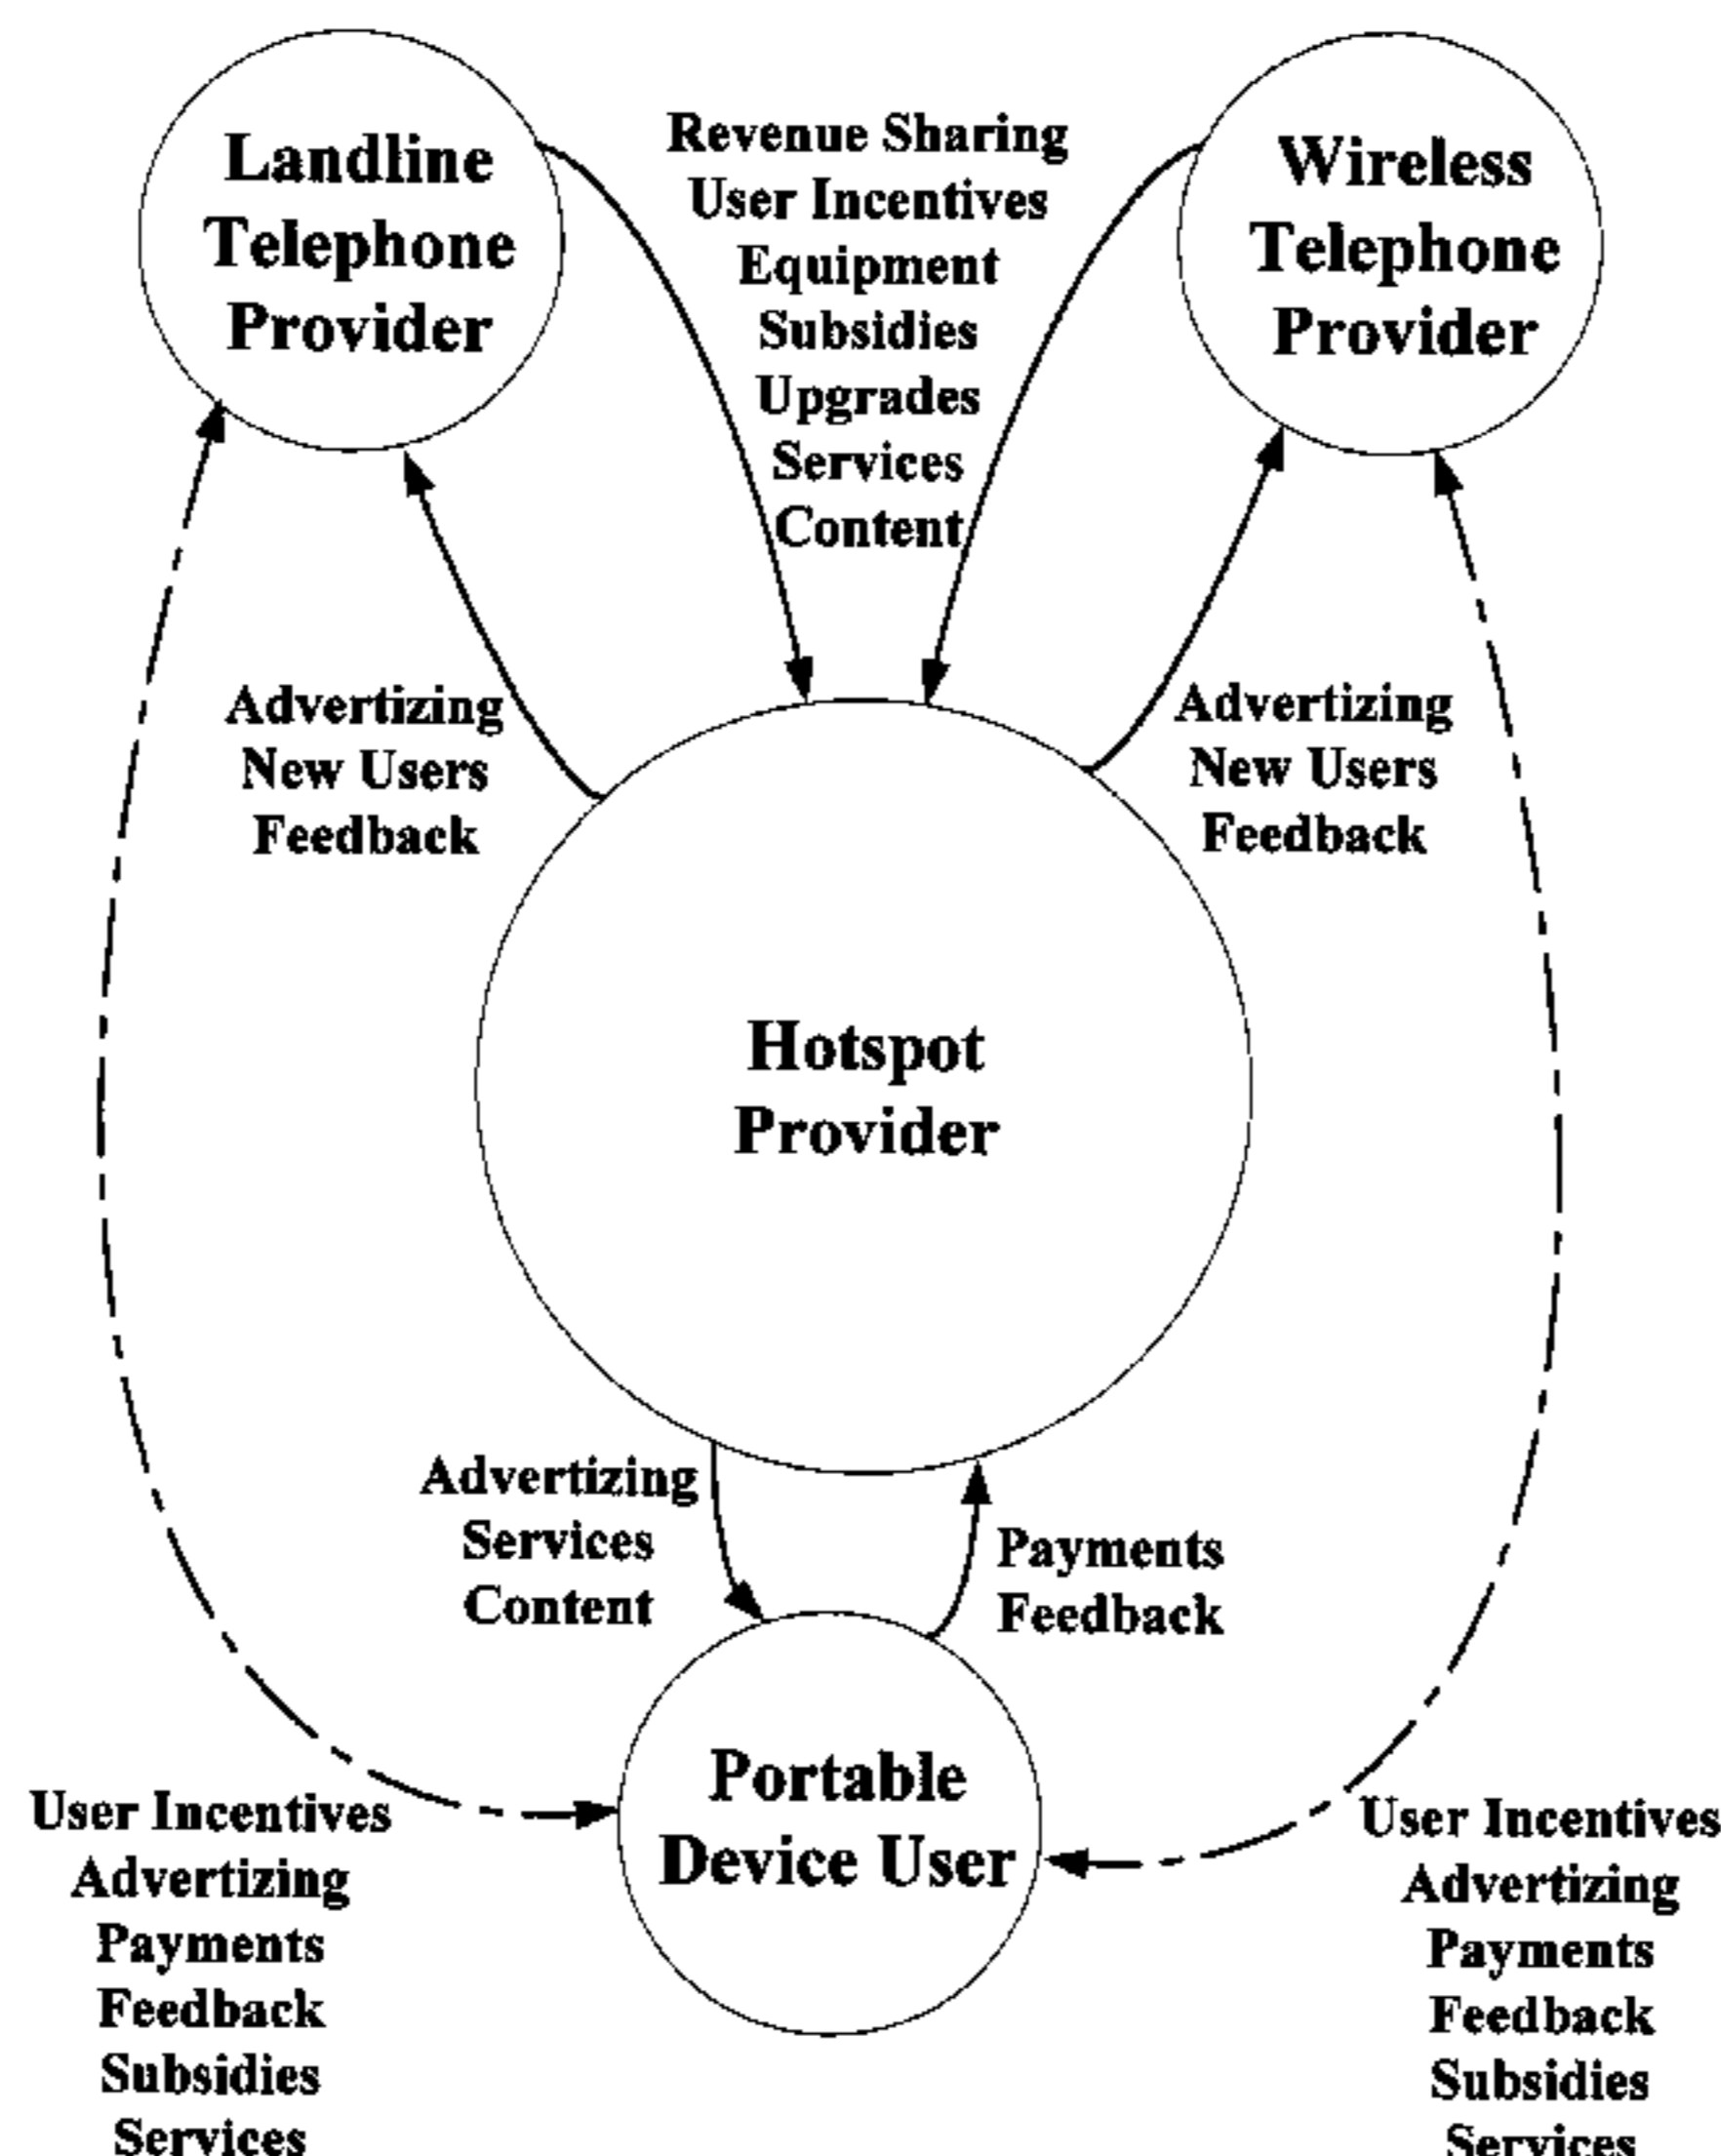 Landline
Telephone
Provider
Revenue Sharing
User Incentives
Equipment
Subsidies
Upgrades
Services
Content
Wireless
Telephone
Provider
Advertizing
New Users
Feedback
Advertizing
New Users
Feedback
Hotspot
Provider
Advertizing
Services
Content
Payments
Feedback
Portable
Device User
User Incentives
Advertizing
Payments
Feedback
Subsidies
Services
User Incentives
Advertizing
Payments
Feedback
Subsidies
Services